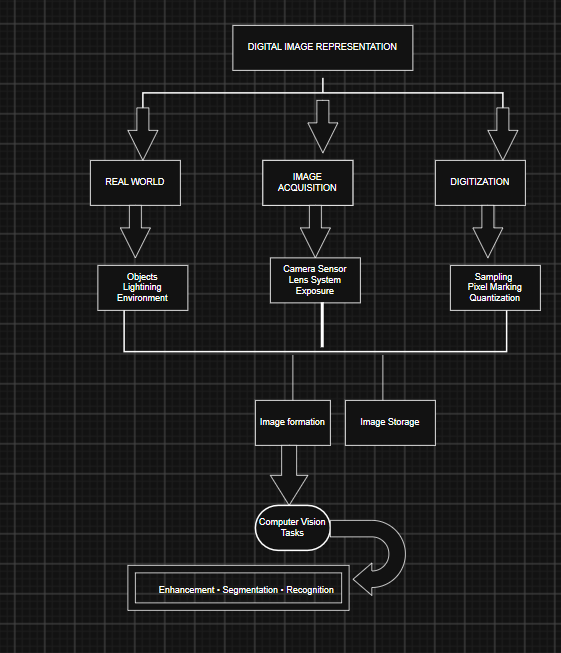 DIGITAL IMAGE REPRESENTATION
REAL WORLD
IMAGE
ACQUISITION
DIGITIZATION
Objects
Lightining
Environment
Camera Sensor
Lens System
Exposure
Sampling
Pixel Marking
Quantization
Image formation
Image Storage
Computer Vision
Tasks
Enhancement • Segmentation • Recognition